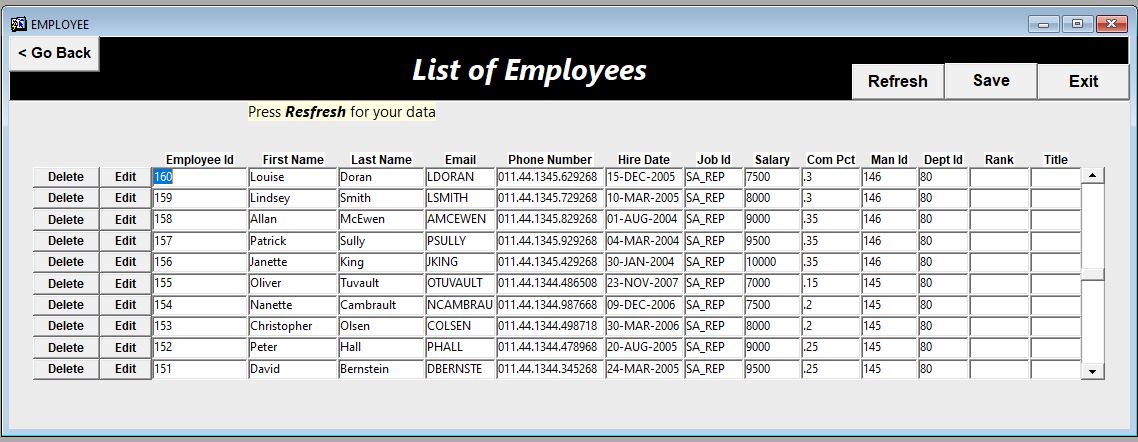 EMPLOYEE
< Go Back
List of Employees
Refresh Save Exit
Press Resfresh for your data
Employee Id First Name Last Name Email Phone Number Hire Date Job Id Salary Com Pct Man Id Dept Id Rank Title
Delete Edit 160 Louise Doran LDORAN 011.44.1345.629268 15-DEC-2005 SA_REP 7500 .3 146 80
Delete Edit 159 Lindsey Smith LSMITH 011.44.1345.729268 10-MAR-2005 SA_REP 8000 .3 146 80
Delete Edit 158 Allan McEwen AMCEWEN 011.44.1345.829268 01-AUG-2004 SA_REP 9000 .35 146 80
Delete Edit 157 Patrick Sully PSULLY 011.44.1345.929268 04-MAR-2004 SA_REP 9500 .35 146 80
Delete Edit 156 Janette King JKING 011.44.1345.429268 30-JAN-2004 SA_REP 10000 .35 146 80
Delete Edit 155 Oliver Tuvault OTUVAULT 011.44.1344.486508 23-NOV-2007 SA_REP 7000 .15 145 80
Delete Edit 154 Nanette Cambrault NCAMBRAU 011.44.1344.987668 09-DEC-2006 SA_REP 7500 .2 145 80
Delete Edit 153 Christopher Olsen COLSEN 011.44.1344.498718 30-MAR-2006 SA_REP 8000 .2 145 80
Delete Edit 152 Peter Hall PHALL 011.44.1344.478968 20-AUG-2005 SA_REP 9000 .25 145 80
Delete Edit 151 David Bernstein DBERNSTE 011.44.1344.345268 24-MAR-2005 SA_REP 9500 .25 145 80